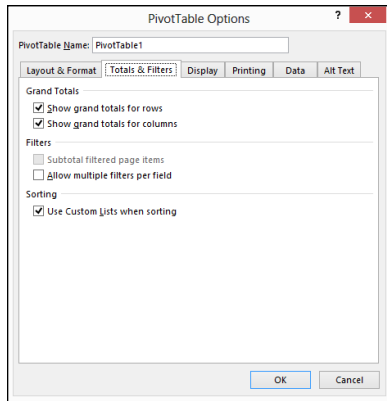 PivotTable Options ? ×
PivotTable Name: PivotTable1
Layout & Format Totals & Filters Display Printing Data Alt Text
Grand Totals
Show grand totals for rows
Show grand totals for columns
Filters
Subtotal filtered page items
Allow multiple filters per field
Sorting
Use Custom Lists when sorting
OK Cancel